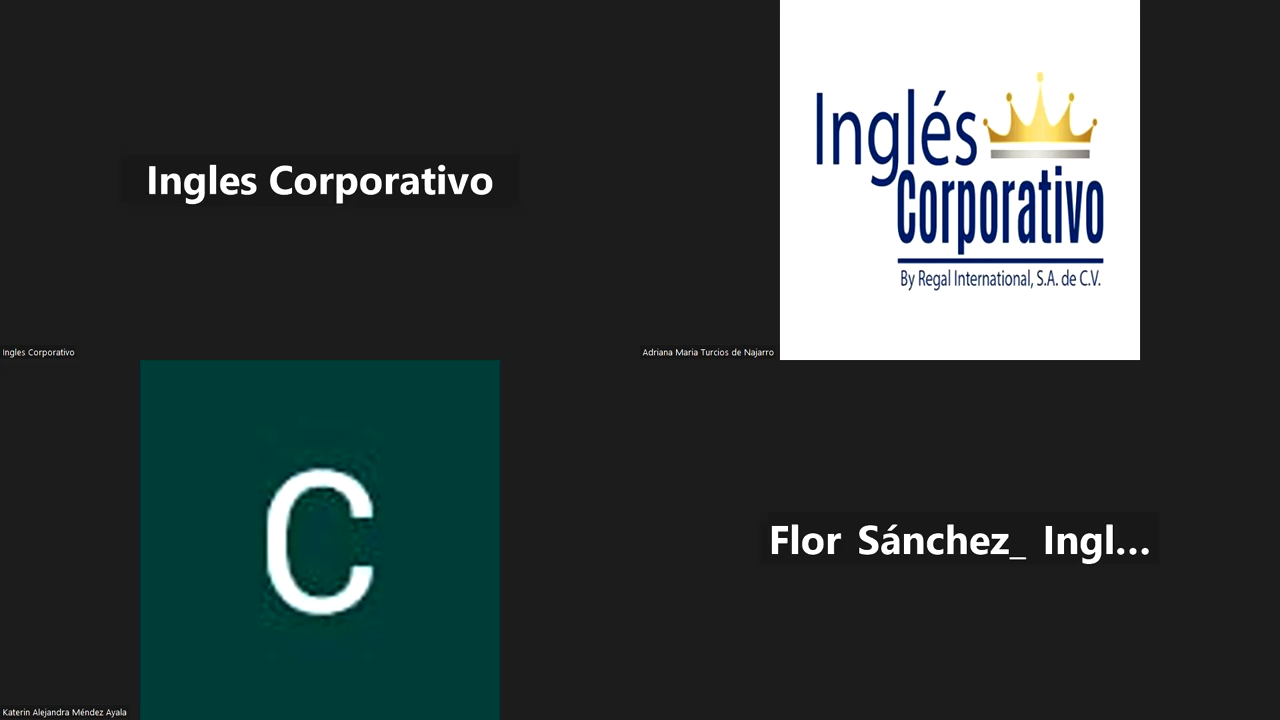 Ingles Corporativo
Ingles Corporativo
Inglés
Corporativo
By Regal International, S.A. de C.V.
Adriana Maria Turcios de Najarro
C
Katerin Alejandra Méndez Ayala
Flor Sánchez_ Ingl...